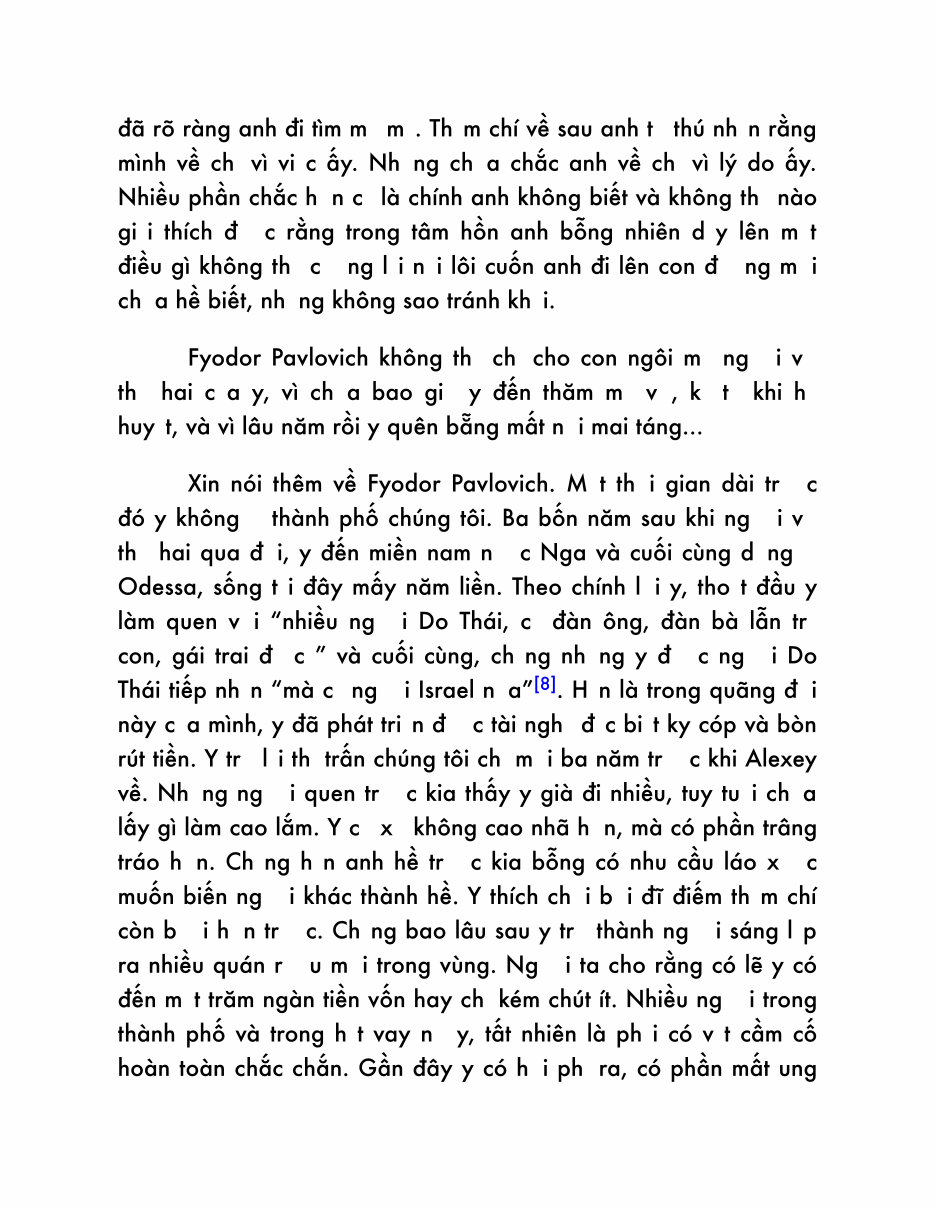 đã rõ ràng anh đi tìm m m . Th m chí về sau anh t thú nh n rằng
mình về ch vì vi c ấy. Nh ng ch a chắc anh về ch vì lý do ấy.
Nhiều phần chắc h n c là chính anh không biết và không th nào
gi i thích đ c rằng trong tâm hồn anh bỗng nhiên d y lên m t
điều gì không th c ng l i n i lôi cuốn anh đi lên con đ ng m i
ch a hề biết, nh ng không sao tránh kh i.
Fyodor Pavlovich không th ch cho con ngôi m ng i v
th hai c a y, vì ch a bao gi y đến thăm m v , k t khi h
huy t, và vì lâu năm rồi y quên bẵng mất n i mai táng...
Xin nói thêm về Fyodor Pavlovich. M t th i gian dài tr c
đó y không thành phố chúng tôi. Ba bốn năm sau khi ng i v
th hai qua đ i, y đến miền nam n c Nga và cuối cùng d ng
Odessa, sống t i đây mấy năm liền. Theo chính l i y, tho t đầu y
làm quen v i “nhiều ng i Do Thái, c đàn ông, đàn bà lẫn tr
con, gái trai đ c ” và cuối cùng, ch ng nh ng y đ c ng i Do
Thái tiếp nh n “mà c ng i Israel n a”[8]. H n là trong quãng đ i
này c a mình, y đã phát tri n đ c tài ngh đ c bi t ky cóp và bòn
rút tiền. Y tr l i th trấn chúng tôi ch m i ba năm tr c khi Alexey
về. Nh ng ng i quen tr c kia thấy y già đi nhiều, tuy tu i ch a
lấy gì làm cao lắm. Y c x không cao nhã h n, mà có phần trâng
tráo h n. Ch ng h n anh hề tr c kia bỗng có nhu cầu láo x c
muốn biến ng i khác thành hề. Y thích ch i b i đĩ điếm th m chí
còn b i h n tr c. Ch ng bao lâu sau y tr thành ng i sáng l p
ra nhiều quán r u m i trong vùng. Ng i ta cho rằng có lẽ y có
đến m t trăm ngàn tiền vốn hay ch kém chút ít. Nhiều ng i trong
thành phố và trong h t vay n y, tất nhiên là ph i có v t cầm cố
hoàn toàn chắc chắn. Gần đây y có h i ph ra, có phần mất ung